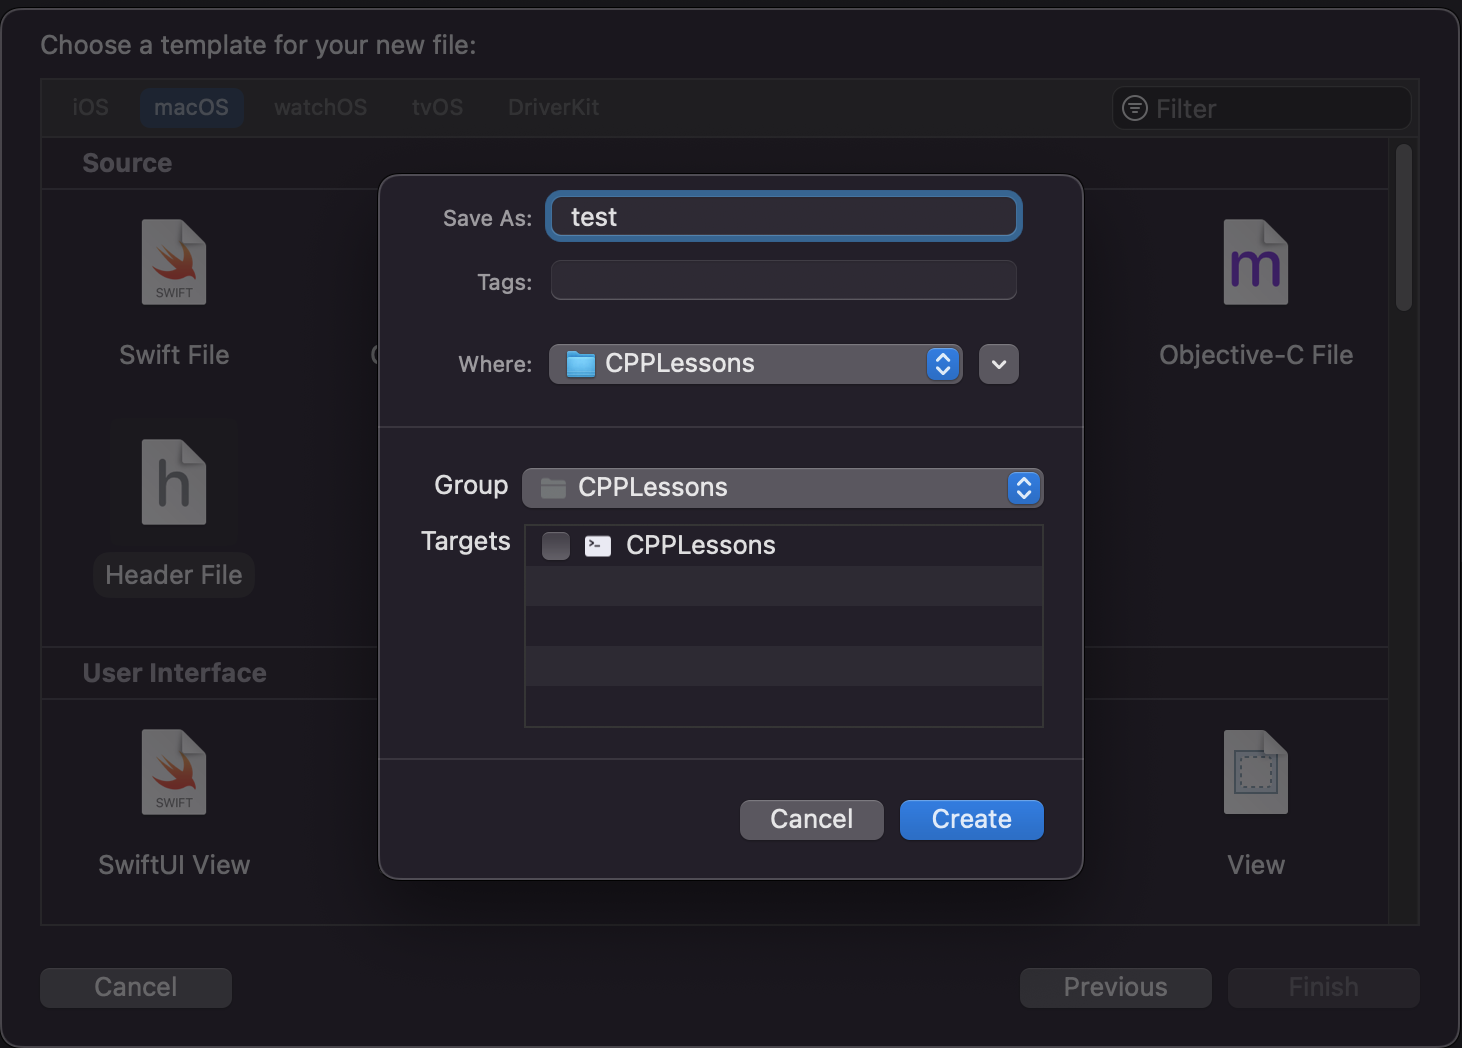 Choose a template for your new file:
iOS macOS watchOS tvOS DriverKit Filter
Source
SWIFT
Swift File
m
Objective-C File
h
Header File
User Interface
SWIFT
SwiftUI View
View
Save As: test
Tags:
Where: CPPLessons
Group CPPLessons
Targets CPPLessons
Cancel Create
Cancel Previous Finish